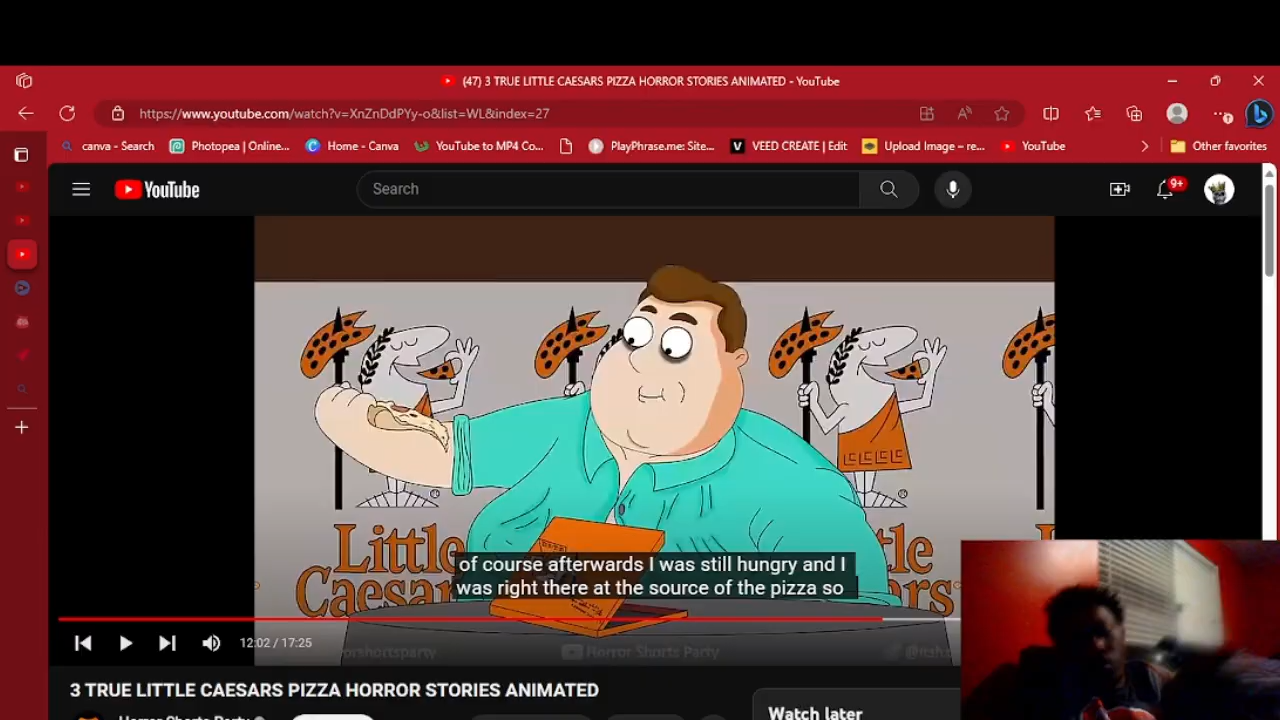 (47) 3 TRUE LITTLE CAESARS PIZZA HORROR STORIES ANIMATED - YouTube
https://www.youtube.com/watch?v=XnZnDdPYy-o&list=WL&index=27
canva - Search
Photopea | Online...
Home - Canva
YouTube to MP4 Co...
PlayPhrase.me: Site...
VEED CREATE | Edit
Upload Image – re...
YouTube
Other favorites
YouTube
Search
9+
Little
Caesars
of course afterwards I was still hungry and I
was right there at the source of the pizza so
12:02 / 17:25
Horror Shorts Party
3 TRUE LITTLE CAESARS PIZZA HORROR STORIES ANIMATED
Horror Shorts Party
Watch later